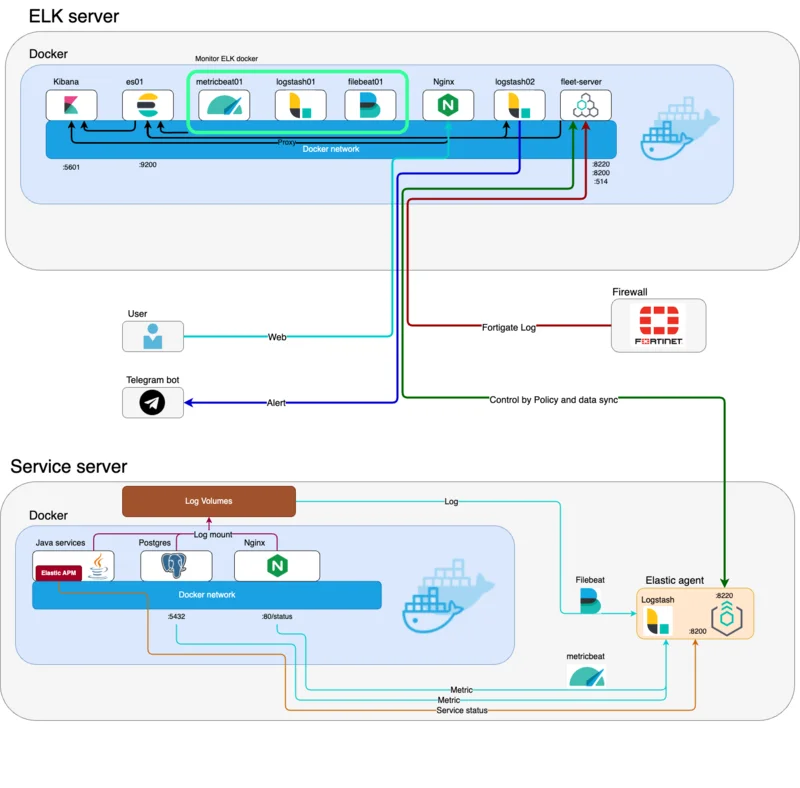 ELK server
Docker
Monitor ELK docker
Kibana
es01
metricbeat01
logstash01
filebeat01
Nginx
logstash02
fleet-server
Proxy
Docker network
:5601
:9200
:8220
:8200
:514
User
Web
Firewall
FORTINET
Fortigate Log
Telegram bot
Alert
Control by Policy and data sync
Service server
Log Volumes
Log
Docker
Log mount
Java services
Postgres
Nginx
Elastic APM
Java
Docker network
:5432
:80/status
Filebeat
Elastic agent
Logstash
:8220
:8200
metricbeat
Metric
Metric
Service status